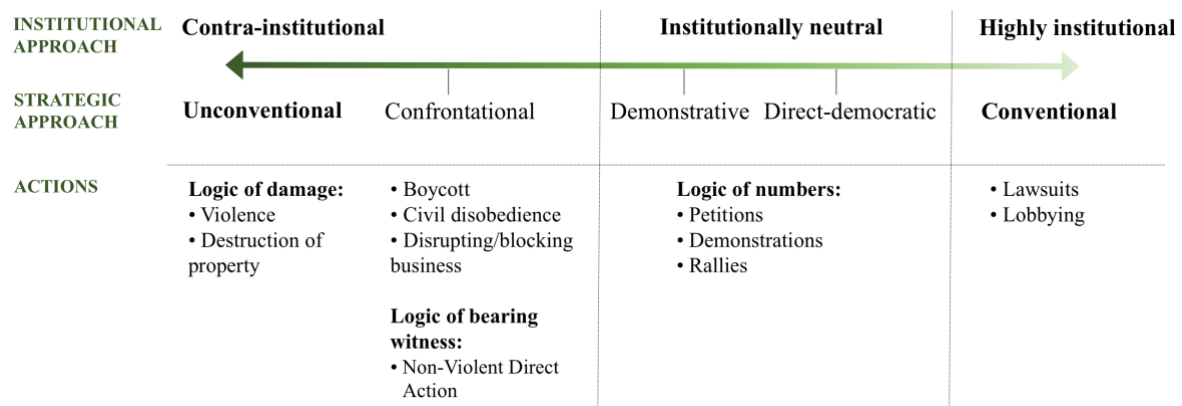 INSTITUTIONAL APPROACH
Contra-institutional
Institutionally neutral
Highly institutional
STRATEGIC APPROACH
Unconventional
Confrontational
Demonstrative
Direct-democratic
Conventional
ACTIONS
Logic of damage:
• Violence
• Destruction of
property
• Boycott
• Civil disobedience
• Disrupting/blocking
business
Logic of bearing
witness:
• Non-Violent Direct
Action
Logic of numbers:
• Petitions
• Demonstrations
• Rallies
• Lawsuits
• Lobbying